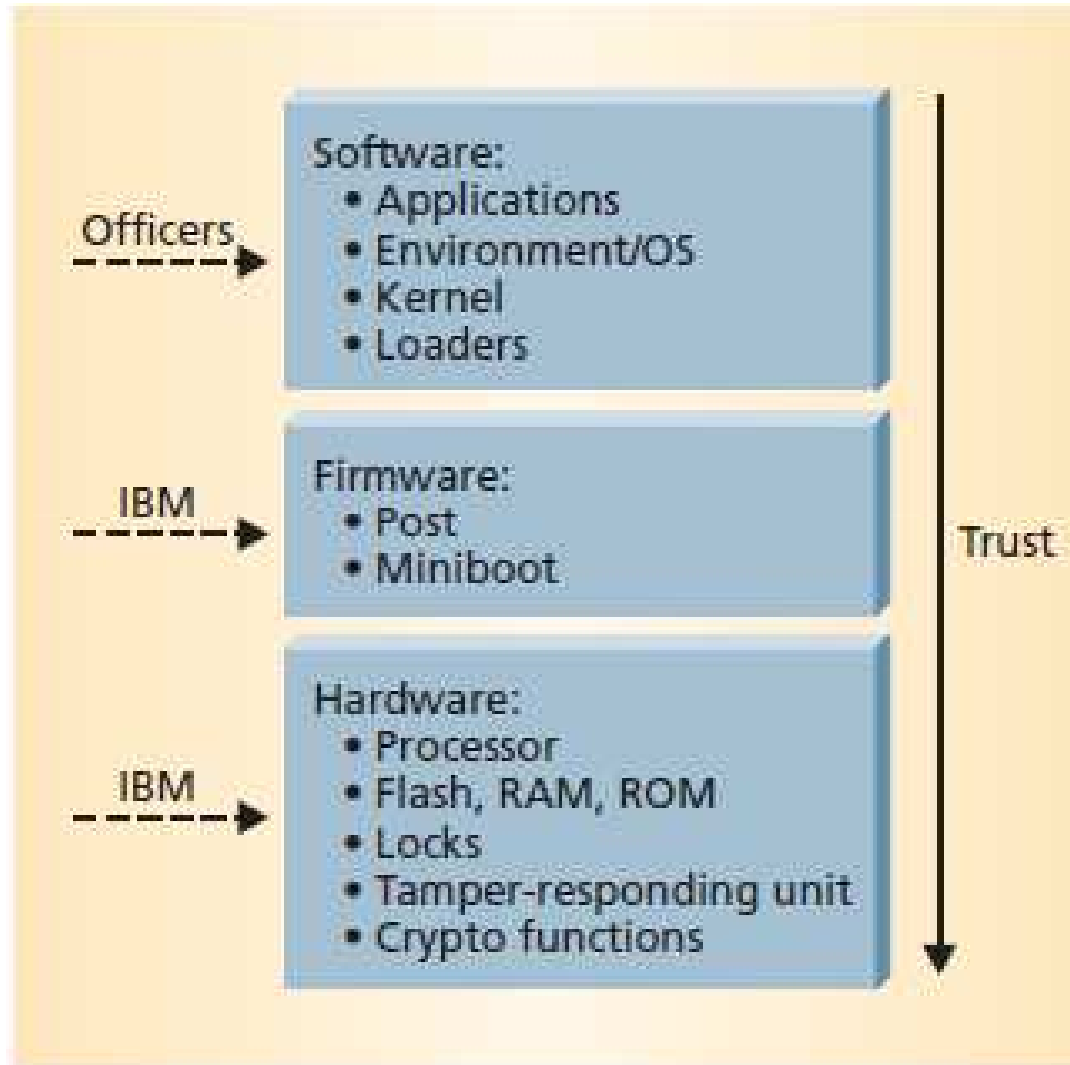 Software:
• Applications
Officers
• Environment/OS
• Kernel
• Loaders
Firmware:
IBM
• Post
• Miniboot
Trust
Hardware:
• Processor
IBM
• Flash, RAM, ROM
• Locks
• Tamper-responding unit
• Crypto functions